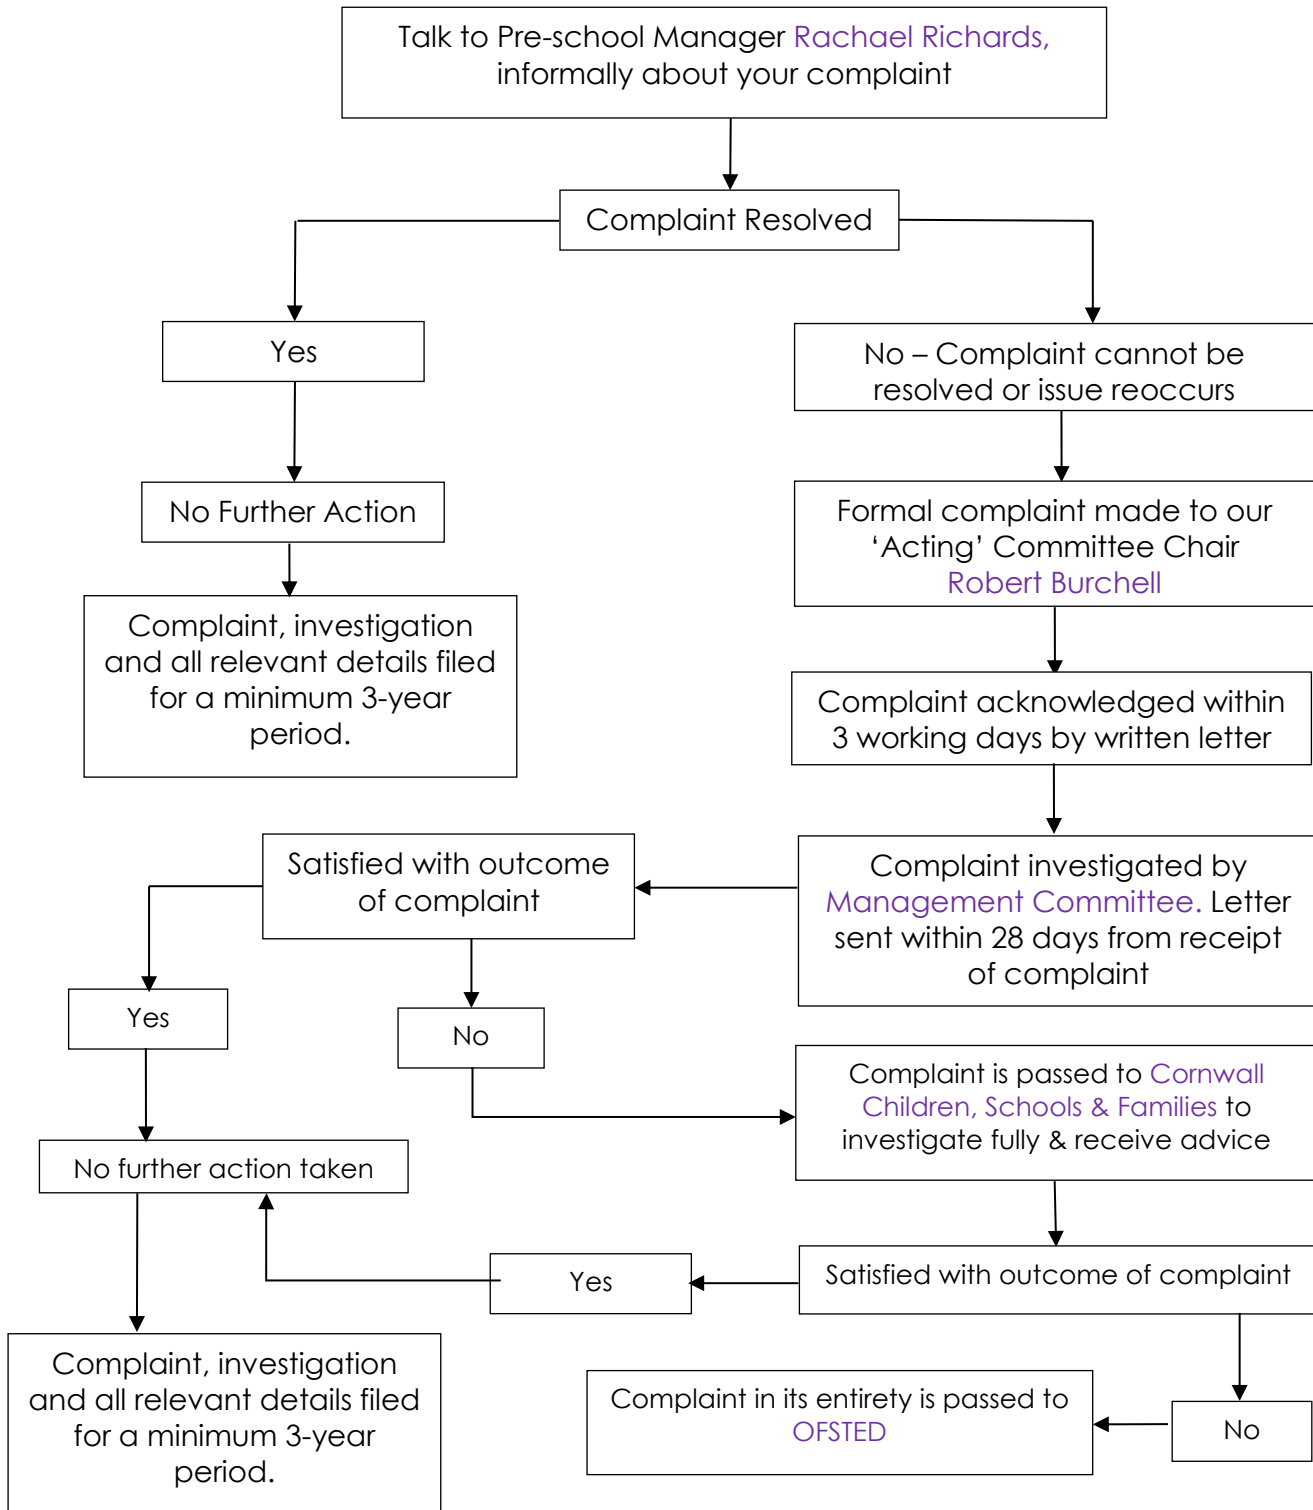 Talk to Pre-school Manager Rachael Richards,
informally about your complaint
Complaint Resolved
Yes
No – Complaint cannot be
resolved or issue reoccurs
No Further Action
Formal complaint made to our
‘Acting’ Committee Chair
Robert Burchell
Complaint, investigation
and all relevant details filed
for a minimum 3-year
period.
Complaint acknowledged within
3 working days by written letter
Satisfied with outcome
of complaint
Complaint investigated by
Management Committee. Letter
sent within 28 days from receipt
of complaint
Yes
No
Complaint is passed to Cornwall
Children, Schools & Families to
investigate fully & receive advice
No further action taken
Yes
Satisfied with outcome of complaint
Complaint, investigation
and all relevant details filed
for a minimum 3-year
period.
Complaint in its entirety is passed to
OFSTED
No